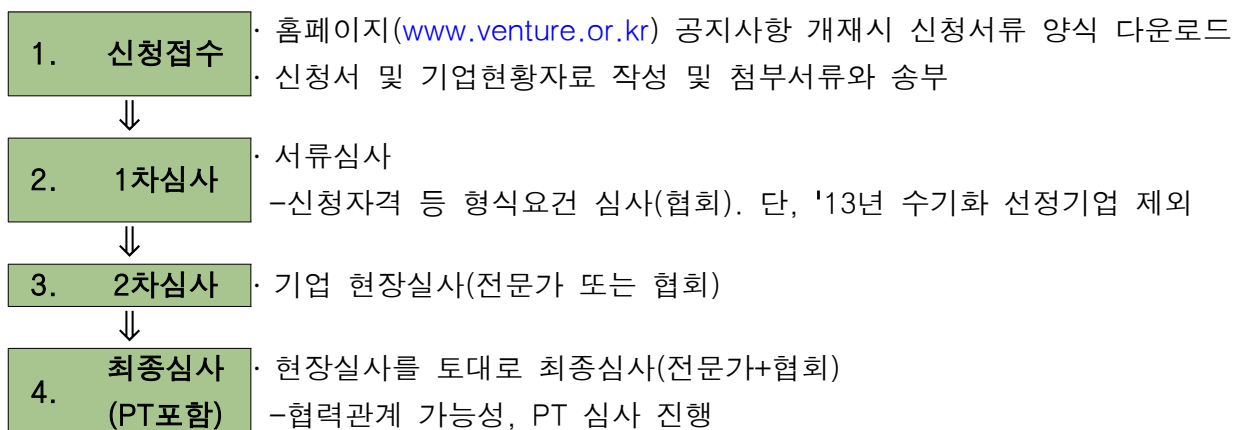 1. 신청접수
· 홈페이지(www.venture.or.kr) 공지사항 개재시 신청서류 양식 다운로드
· 신청서 및 기업현황자료 작성 및 첨부서류와 송부
⇓
2. 1차심사
· 서류심사
-신청자격 등 형식요건 심사(협회). 단, '13년 수기화 선정기업 제외
⇓
3. 2차심사
· 기업 현장실사(전문가 또는 협회)
⇓
4. 최종심사
(PT포함)
· 현장실사를 토대로 최종심사(전문가+협회)
-협력관계 가능성, PT 심사 진행